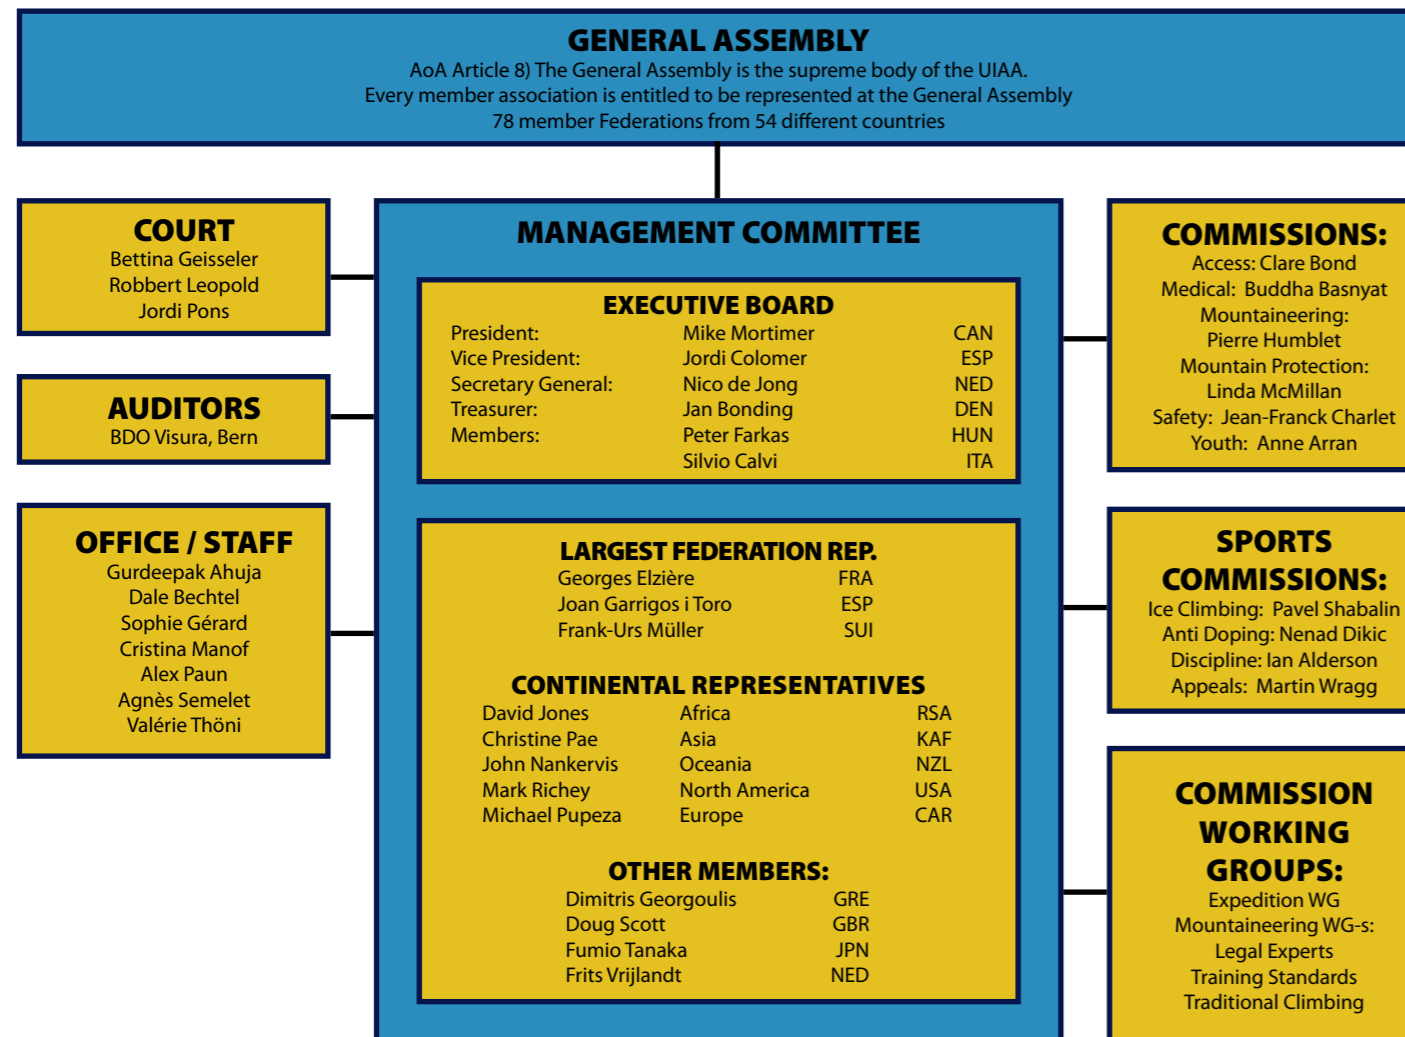 GENERAL ASSEMBLY
AoA Article 8) The General Assembly is the supreme body of the UIAA.
Every member association is entitled to be represented at the General Assembly
78 member Federations from 54 different countries
COURT
Bettina Geisseler
Robbert Leopold
Jordi Pons
AUDITORS
BDO Visura, Bern
OFFICE / STAFF
Gurdeepak Ahuja
Dale Bechtel
Sophie Gérard
Cristina Manof
Alex Paun
Agnès Semelet
Valérie Thöni
MANAGEMENT COMMITTEE
EXECUTIVE BOARD
President: Mike Mortimer CAN
Vice President: Jordi Colomer ESP
Secretary General: Nico de Jong NED
Treasurer: Jan Bonding DEN
Members: Peter Farkas HUN
Silvio Calvi ITA
LARGEST FEDERATION REP.
Georges Elzière FRA
Joan Garrigos i Toro ESP
Frank-Urs Müller SUI
CONTINENTAL REPRESENTATIVES
David Jones Africa RSA
Christine Pae Asia KAF
John Nankervis Oceania NZL
Mark Richey North America USA
Michael Pupeza Europe CAR
OTHER MEMBERS:
Dimitris Georgoulis GRE
Doug Scott GBR
Fumio Tanaka JPN
Frits Vrijlandt NED
COMMISSIONS:
Access: Clare Bond
Medical: Buddha Basnyat
Mountaineering:
Pierre Humblet
Mountain Protection:
Linda McMillan
Safety: Jean-Franck Charlet
Youth: Anne Arran
SPORTS
COMMISSIONS:
Ice Climbing: Pavel Shabalin
Anti Doping: Nenad Dikic
Discipline: Ian Alderson
Appeals: Martin Wragg
COMMISSION
WORKING
GROUPS:
Expedition WG
Mountaineering WG-s:
Legal Experts
Training Standards
Traditional Climbing